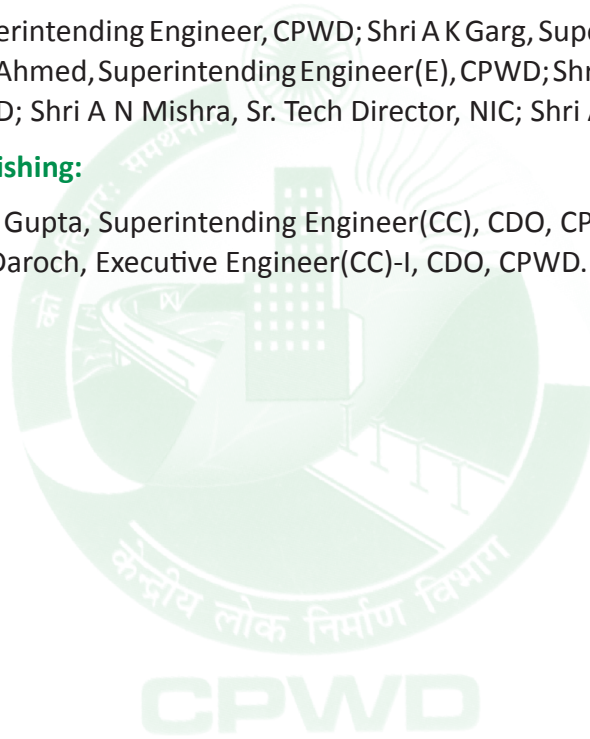 erintending Engineer, CPWD; Shri A K Garg, Supe
Ahmed, Superintending Engineer(E), CPWD; Shr
D; Shri A N Mishra, Sr. Tech Director, NIC; Shri A
ishing:
Gupta, Superintending Engineer(CC), CDO, CP
Daroch, Executive Engineer(CC)-I, CDO, CPWD.
केन्द्रीय लोक निर्माण विभाग
CPWD